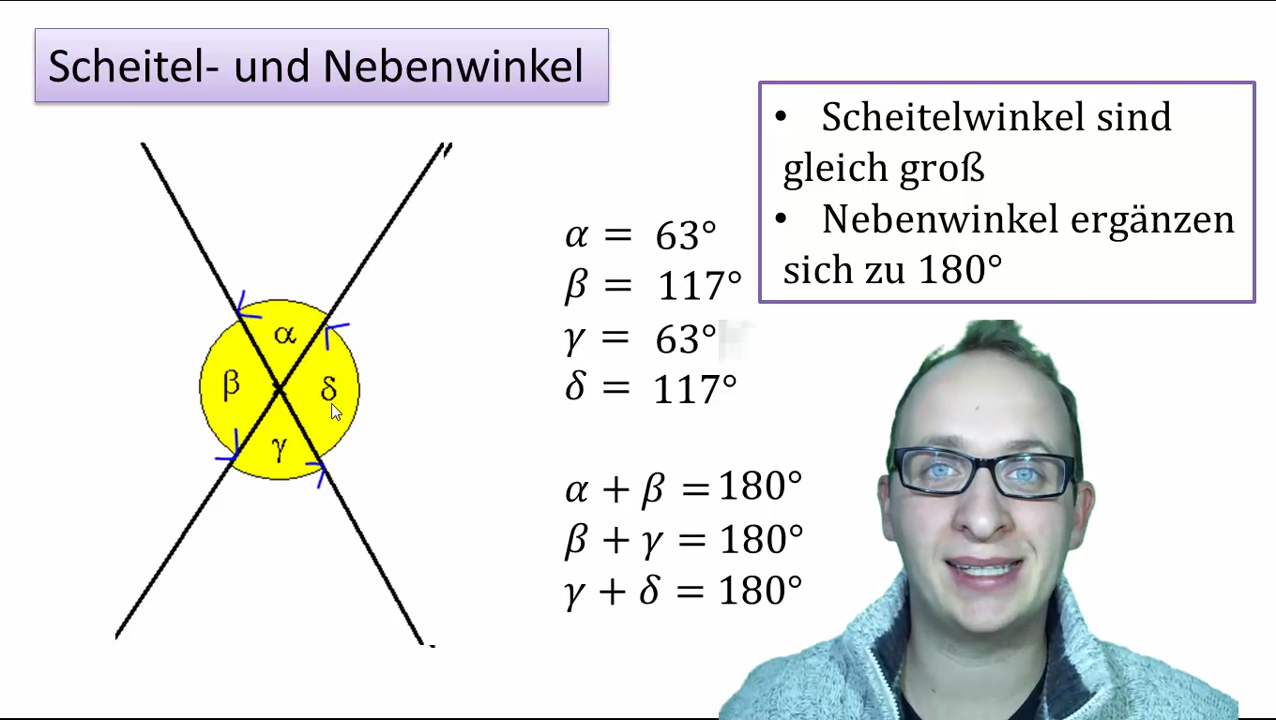 Scheitel- und Nebenwinkel
• Scheitelwinkel sind
gleich groß
• Nebenwinkel ergänzen
sich zu 180°
α
β
δ
γ
α = 63°
β = 117°
γ = 63°
δ = 117°
α + β = 180°
β + γ = 180°
γ + δ = 180°